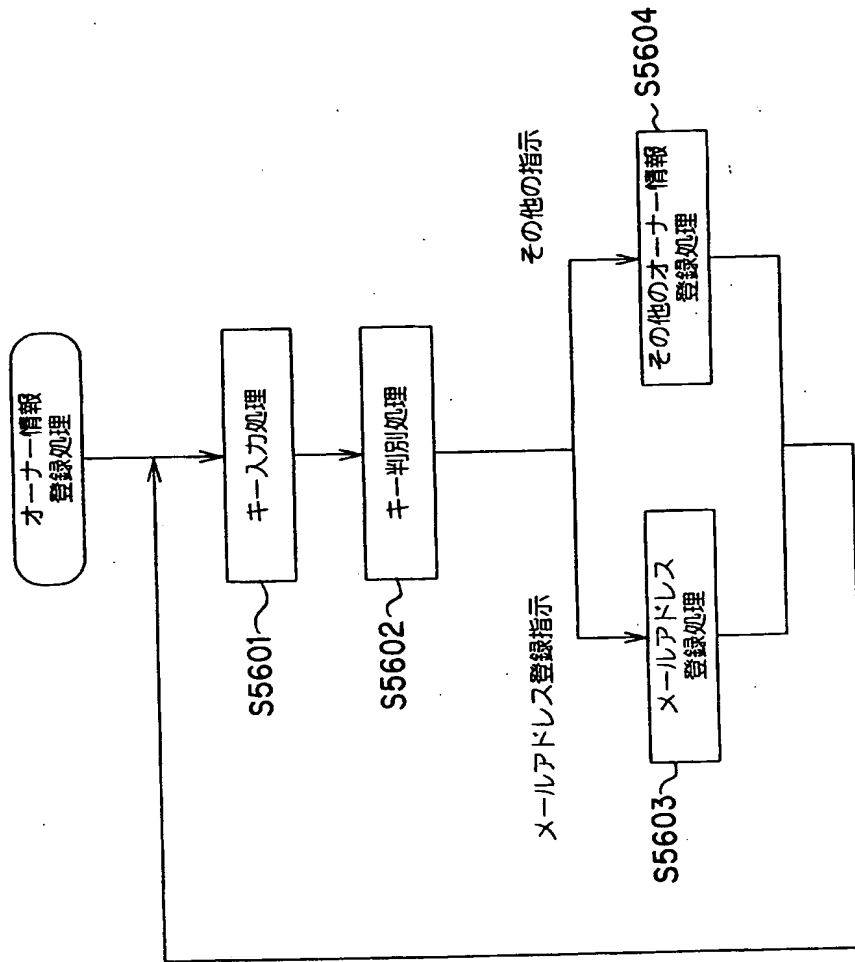 オーナー情報
登録処理
キー入力処理
S5601
キー判別処理
S5602
メールアドレス登録指示
その他の指示
メールアドレス
登録処理
S5603
その他のオーナー情報
登録処理
S5604